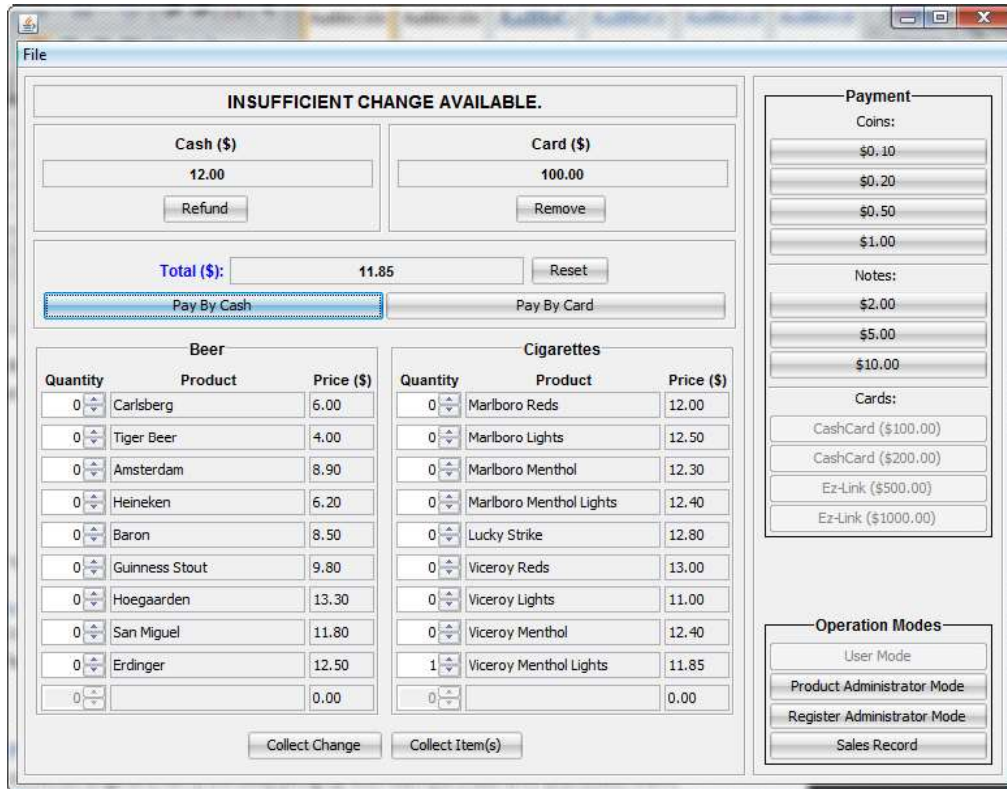 File
INSUFFICIENT CHANGE AVAILABLE.
Cash ($)
12.00
Refund
Card ($)
100.00
Remove
Total ($): 11.85 Reset
Pay By Cash Pay By Card
Beer
Quantity Product Price ($)
0 Carlsberg 6.00
0 Tiger Beer 4.00
0 Amsterdam 8.90
0 Heineken 6.20
0 Baron 8.50
0 Guinness Stout 9.80
0 Hoegaarden 13.30
0 San Miguel 11.80
0 Erdinger 12.50
0 0.00
Cigarettes
Quantity Product Price ($)
0 Marlboro Reds 12.00
0 Marlboro Lights 12.50
0 Marlboro Menthol 12.30
0 Marlboro Menthol Lights 12.40
0 Lucky Strike 12.80
0 Viceroy Reds 13.00
0 Viceroy Lights 11.00
0 Viceroy Menthol 12.40
1 Viceroy Menthol Lights 11.85
0 0.00
Collect Change Collect Item(s)
Payment
Coins:
$0.10
$0.20
$0.50
$1.00
Notes:
$2.00
$5.00
$10.00
Cards:
CashCard ($100.00)
CashCard ($200.00)
Ez-Link ($500.00)
Ez-Link ($1000.00)
Operation Modes
User Mode
Product Administrator Mode
Register Administrator Mode
Sales Record